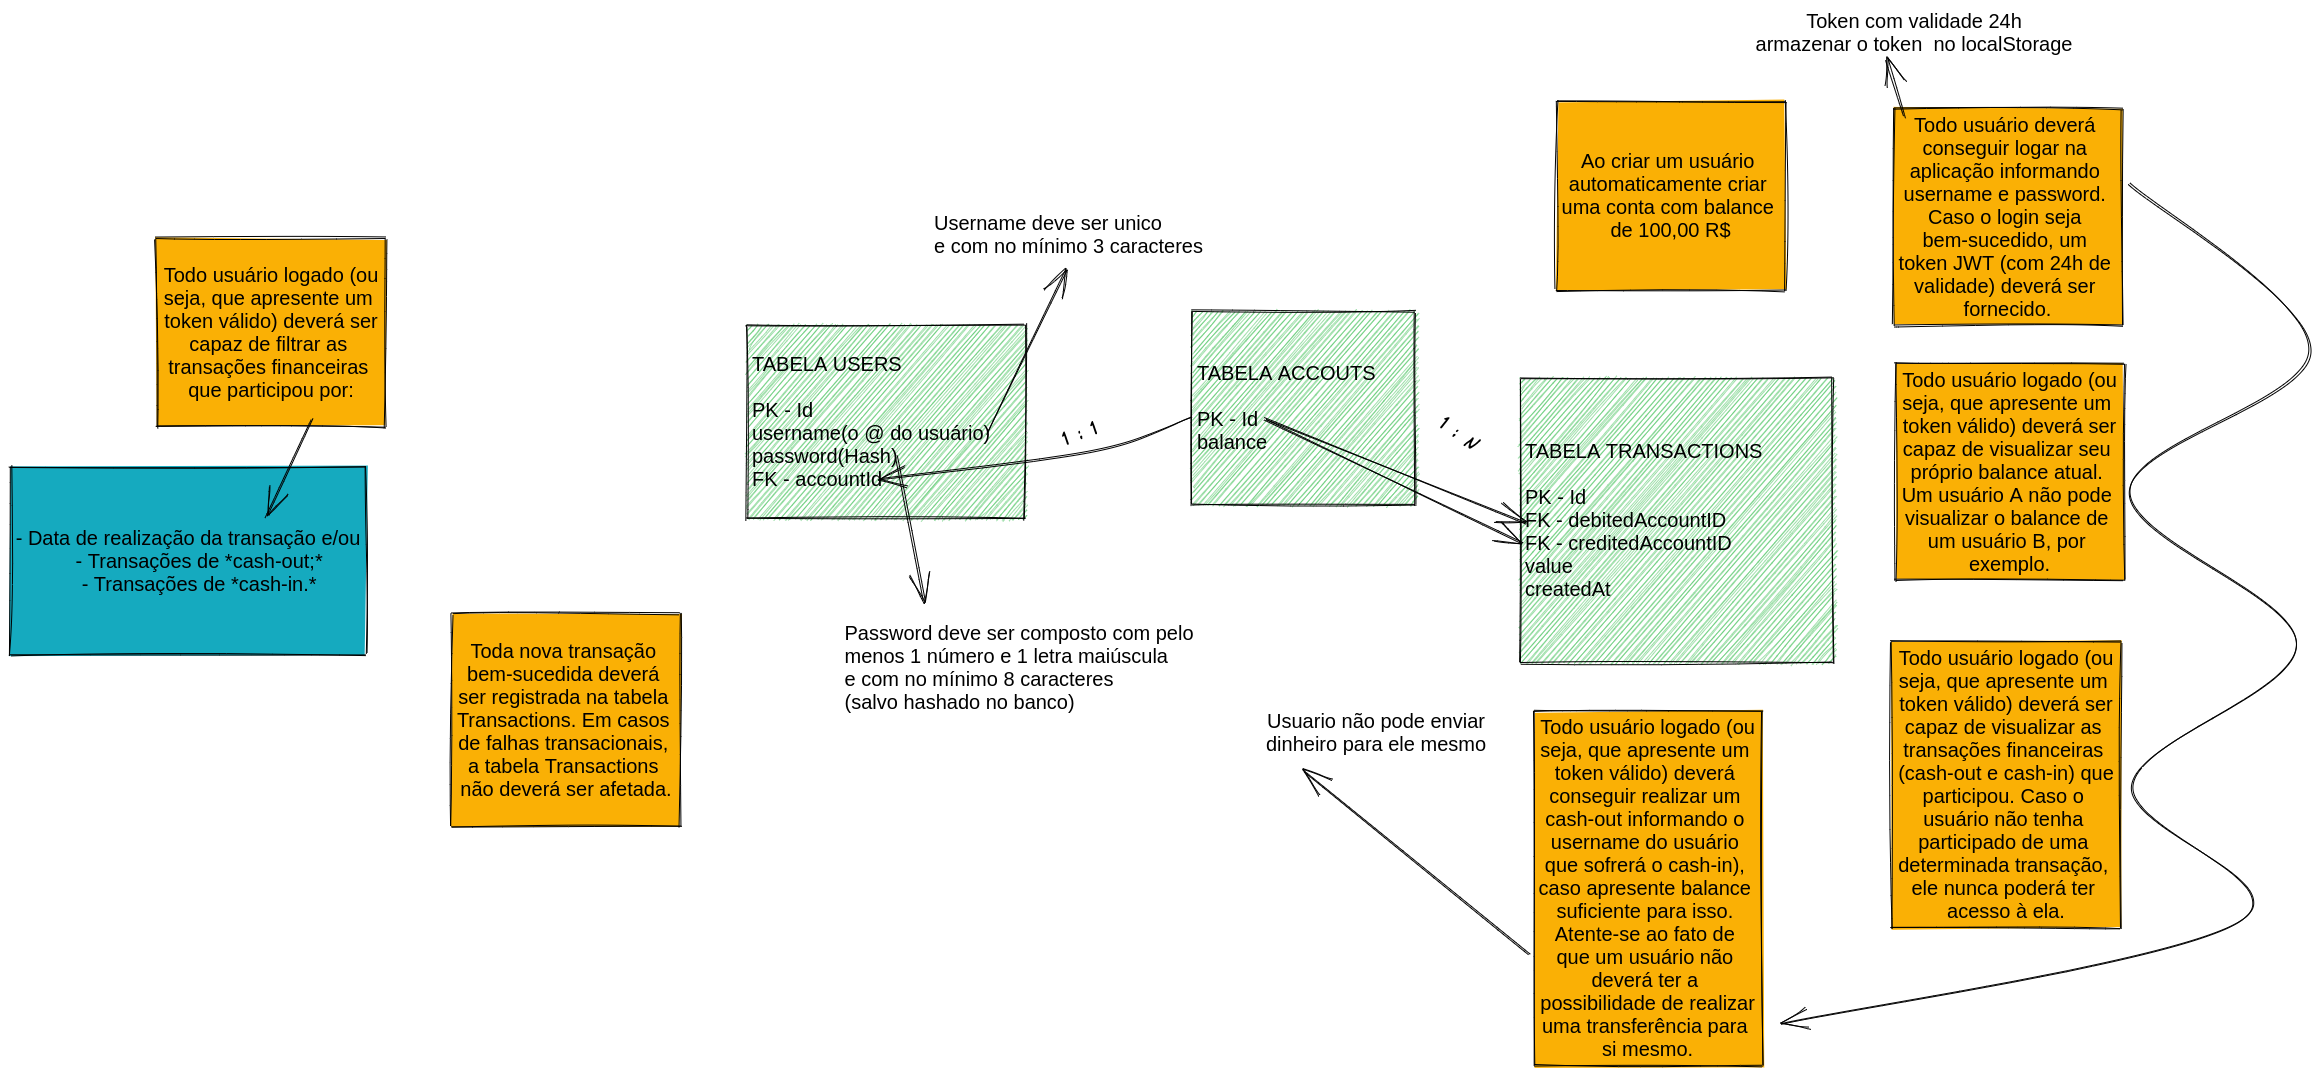 Token com validade 24h
armazenar o token  no localStorage
Ao criar um usuário
automaticamente criar
uma conta com balance
de 100,00 R$
Todo usuário deverá
conseguir logar na
aplicação informando
username e password.
Caso o login seja
bem-sucedido, um
token JWT (com 24h de
validade) deverá ser
fornecido.
Username deve ser unico
e com no mínimo 3 caracteres
Todo usuário logado (ou
seja, que apresente um
token válido) deverá ser
capaz de filtrar as
transações financeiras
que participou por:
- Data de realização da transação e/ou
- Transações de *cash-out;*
- Transações de *cash-in.*
TABELA USERS
PK - Id
username(o @ do usuário)
password(Hash)
FK - accountId
1 : 1
TABELA ACCOUTS
PK - Id
balance
1 : N
TABELA TRANSACTIONS
PK - Id
FK - debitedAccountID
FK - creditedAccountID
value
createdAt
Todo usuário logado (ou
seja, que apresente um
token válido) deverá ser
capaz de visualizar seu
próprio balance atual.
Um usuário A não pode
visualizar o balance de
um usuário B, por
exemplo.
Toda nova transação
bem-sucedida deverá
ser registrada na tabela
Transactions. Em casos
de falhas transacionais,
a tabela Transactions
não deverá ser afetada.
Password deve ser composto com pelo
menos 1 número e 1 letra maiúscula
e com no mínimo 8 caracteres
(salvo hashado no banco)
Usuario não pode enviar
dinheiro para ele mesmo
Todo usuário logado (ou
seja, que apresente um
token válido) deverá
conseguir realizar um
cash-out informando o
username do usuário
que sofrerá o cash-in),
caso apresente balance
suficiente para isso.
Atente-se ao fato de
que um usuário não
deverá ter a
possibilidade de realizar
uma transferência para
si mesmo.
Todo usuário logado (ou
seja, que apresente um
token válido) deverá ser
capaz de visualizar as
transações financeiras
(cash-out e cash-in) que
participou. Caso o
usuário não tenha
participado de uma
determinada transação,
ele nunca poderá ter
acesso à ela.